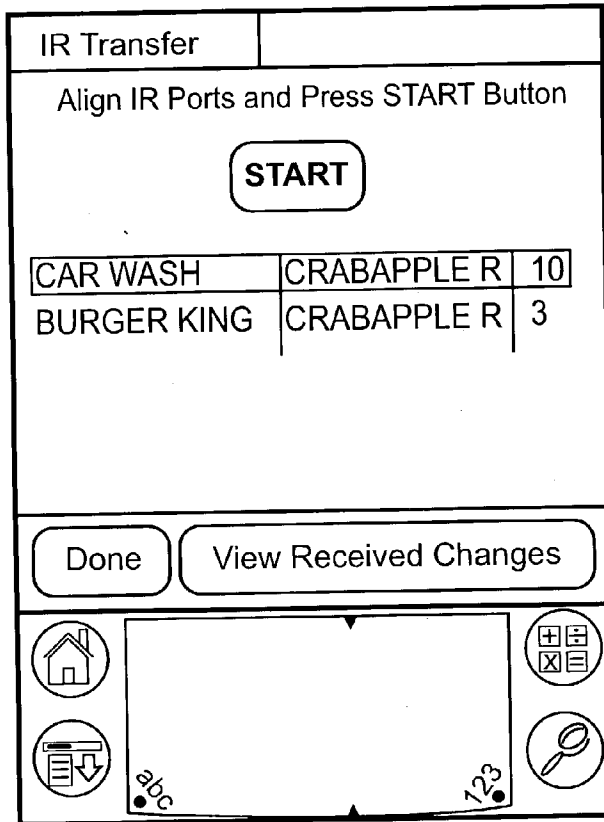 IR Transfer
Align IR Ports and Press START Button
START
CAR WASH CRABAPPLE R 10
BURGER KING CRABAPPLE R 3
Done View Received Changes
+ ÷
X =
abc 123